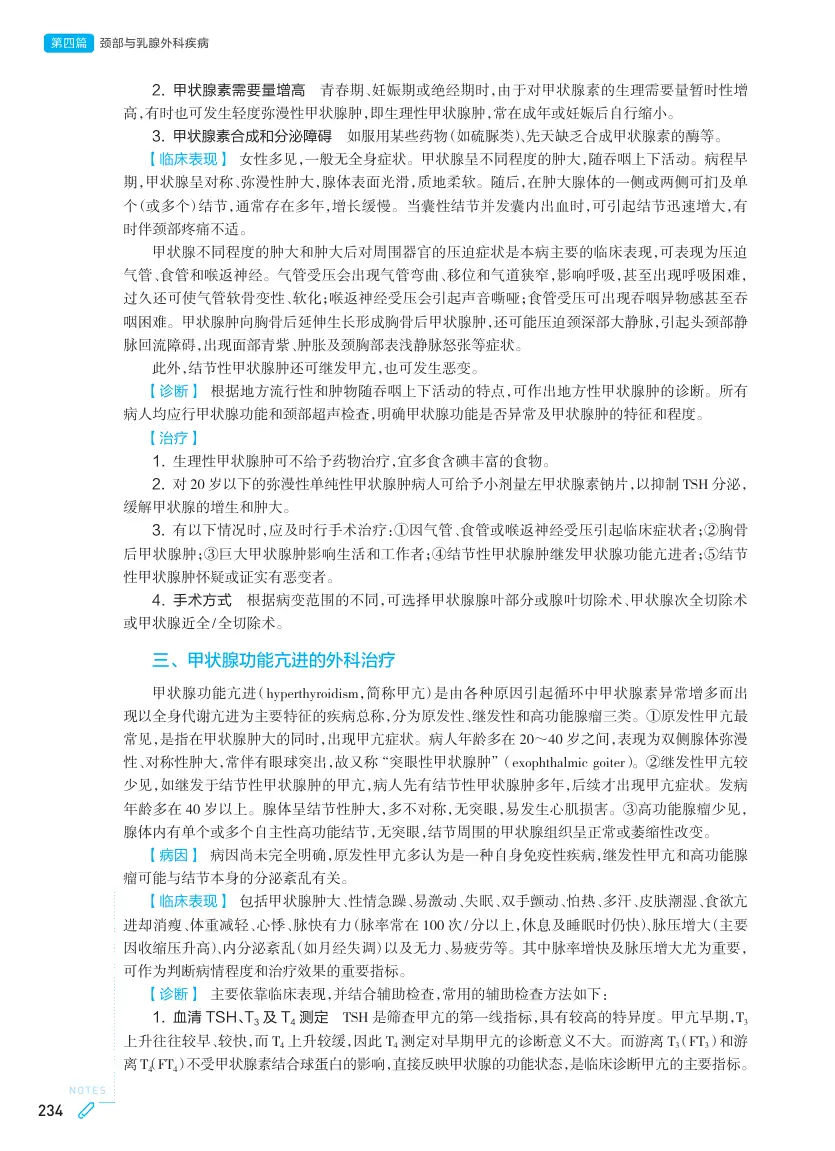 第四篇 颈部与乳腺外科疾病
2. 甲状腺素需要量增高 青春期、妊娠期或绝经期时,由于对甲状腺素的生理需要量暂时性增
高,有时也可发生轻度弥漫性甲状腺肿,即生理性甲状腺肿,常在成年或妊娠后自行缩小。
3. 甲状腺素合成和分泌障碍 如服用某些药物(如硫脲类)、先天缺乏合成甲状腺素的酶等。
【临床表现】 女性多见,一般无全身症状。甲状腺呈不同程度的肿大,随吞咽上下活动。病程早
期,甲状腺呈对称、弥漫性肿大,腺体表面光滑,质地柔软。随后,在肿大腺体的一侧或两侧可扪及单
个(或多个)结节,通常存在多年,增长缓慢。当囊性结节并发囊内出血时,可引起结节迅速增大,有
时伴颈部疼痛不适。
甲状腺不同程度的肿大和肿大后对周围器官的压迫症状是本病主要的临床表现,可表现为压迫
气管、食管和喉返神经。气管受压会出现气管弯曲、移位和气道狭窄,影响呼吸,甚至出现呼吸困难,
过久还可使气管软骨变性、软化;喉返神经受压会引起声音嘶哑;食管受压可出现吞咽异物感甚至吞
咽困难。甲状腺肿向胸骨后延伸生长形成胸骨后甲状腺肿,还可能压迫颈深部大静脉,引起头颈部静
脉回流障碍,出现面部青紫、肿胀及颈胸部表浅静脉怒张等症状。
此外,结节性甲状腺肿还可继发甲亢,也可发生恶变。
【诊断】 根据地方流行性和肿物随吞咽上下活动的特点,可作出地方性甲状腺肿的诊断。所有
病人均应行甲状腺功能和颈部超声检查,明确甲状腺功能是否异常及甲状腺肿的特征和程度。
【治疗】
1. 生理性甲状腺肿可不给予药物治疗,宜多食含碘丰富的食物。
2. 对 20 岁以下的弥漫性单纯性甲状腺肿病人可给予小剂量左甲状腺素钠片,以抑制 TSH 分泌,
缓解甲状腺的增生和肿大。
3. 有以下情况时,应及时行手术治疗:①因气管、食管或喉返神经受压引起临床症状者;②胸骨
后甲状腺肿;③巨大甲状腺肿影响生活和工作者;④结节性甲状腺肿继发甲状腺功能亢进者;⑤结节
性甲状腺肿怀疑或证实有恶变者。
4. 手术方式 根据病变范围的不同,可选择甲状腺腺叶部分或腺叶切除术、甲状腺次全切除术
或甲状腺近全/全切除术。
三、甲状腺功能亢进的外科治疗
甲状腺功能亢进(hyperthyroidism,简称甲亢)是由各种原因引起循环中甲状腺素异常增多而出
现以全身代谢亢进为主要特征的疾病总称,分为原发性、继发性和高功能腺瘤三类。①原发性甲亢最
常见,是指在甲状腺肿大的同时,出现甲亢症状。病人年龄多在 20～40 岁之间,表现为双侧腺体弥漫
性、对称性肿大,常伴有眼球突出,故又称“突眼性甲状腺肿”(exophthalmic goiter)。②继发性甲亢较
少见,如继发于结节性甲状腺肿的甲亢,病人先有结节性甲状腺肿多年,后续才出现甲亢症状。发病
年龄多在 40 岁以上。腺体呈结节性肿大,多不对称,无突眼,易发生心肌损害。③高功能腺瘤少见,
腺体内有单个或多个自主性高功能结节,无突眼,结节周围的甲状腺组织呈正常或萎缩性改变。
【病因】 病因尚未完全明确,原发性甲亢多认为是一种自身免疫性疾病,继发性甲亢和高功能腺
瘤可能与结节本身的分泌紊乱有关。
【临床表现】 包括甲状腺肿大、性情急躁、易激动、失眠、双手颤动、怕热、多汗、皮肤潮湿、食欲亢
进却消瘦、体重减轻、心悸、脉快有力(脉率常在 100 次/分以上,休息及睡眠时仍快)、脉压增大(主要
因收缩压升高)、内分泌紊乱(如月经失调)以及无力、易疲劳等。其中脉率增快及脉压增大尤为重要,
可作为判断病情程度和治疗效果的重要指标。
【诊断】 主要依靠临床表现,并结合辅助检查,常用的辅助检查方法如下:
1. 血清 TSH、T₃ 及 T₄ 测定 TSH 是筛查甲亢的第一线指标,具有较高的特异度。甲亢早期,T₃
上升往往较早、较快,而 T₄ 上升较缓,因此 T₄ 测定对早期甲亢的诊断意义不大。而游离 T₃(FT₃)和游
离 T₄(FT₄)不受甲状腺素结合球蛋白的影响,直接反映甲状腺的功能状态,是临床诊断甲亢的主要指标。
NOTES
234